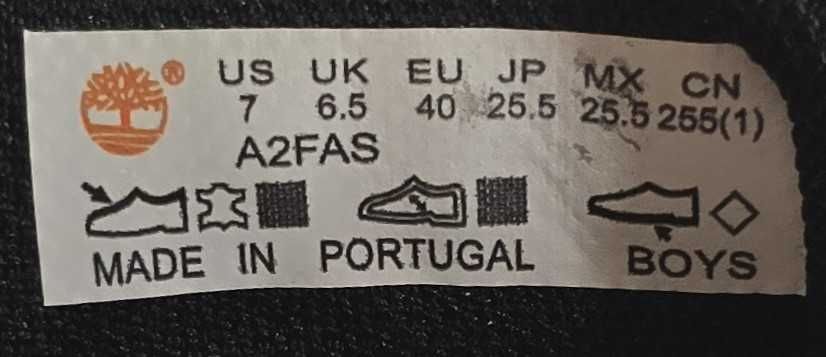 ® US UK EU JP MX CN
7 6.5 40 25.5 25.5 255(1)
A2FAS
MADE IN PORTUGAL BOYS